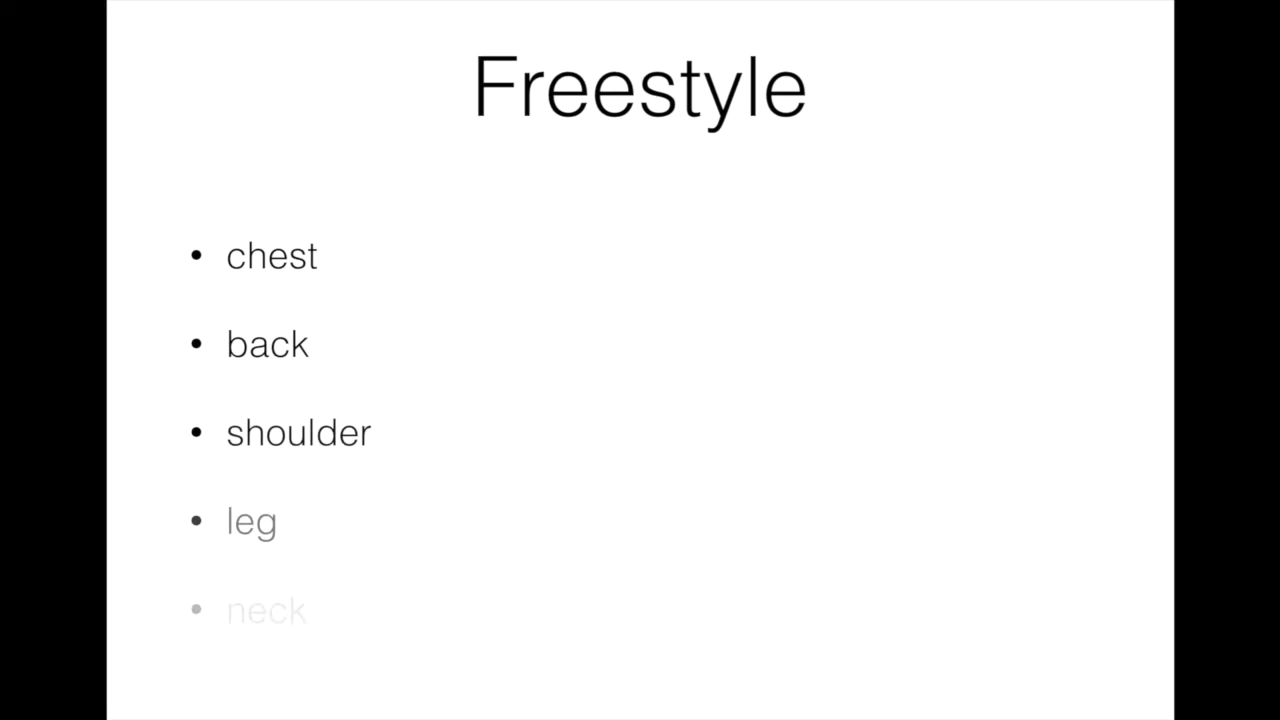 Freestyle
• chest
• back
• shoulder
• leg
• neck